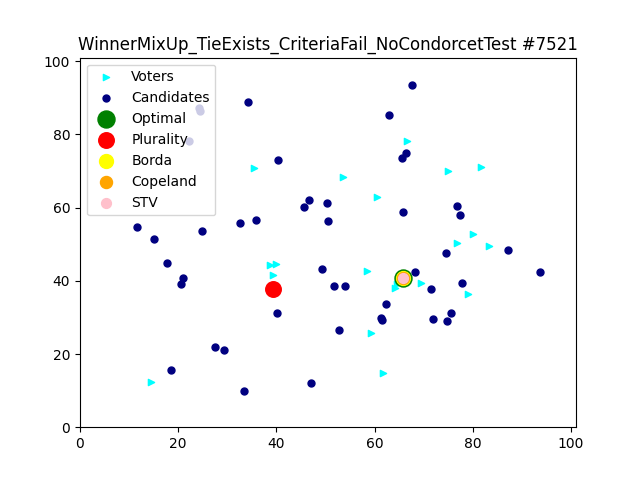 WinnerMixUp_TieExists_CriteriaFail_NoCondorcetTest #7521
100
80
60
40
20
0
Voters
Candidates
Optimal
Plurality
Borda
Copeland
STV
0 20 40 60 80 100